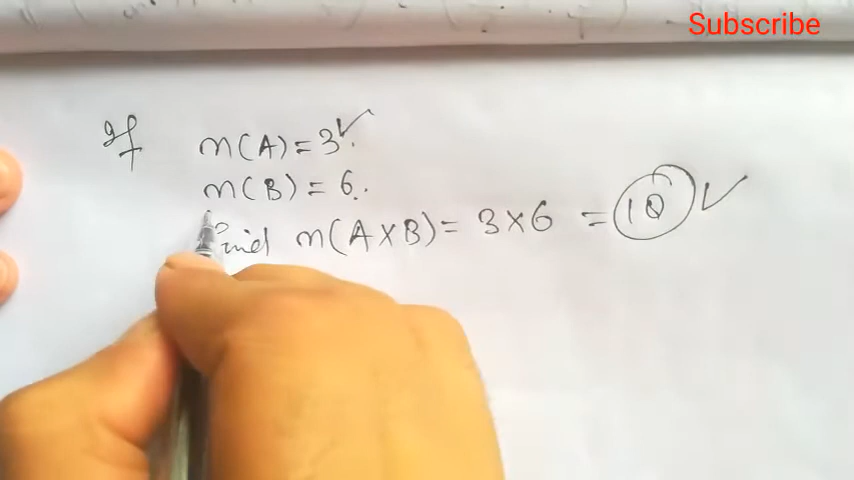 Subscribe
If n(A) = 3 ✓.
n(B) = 6.
Find n(A×B) = 3×6 = 18 ✓